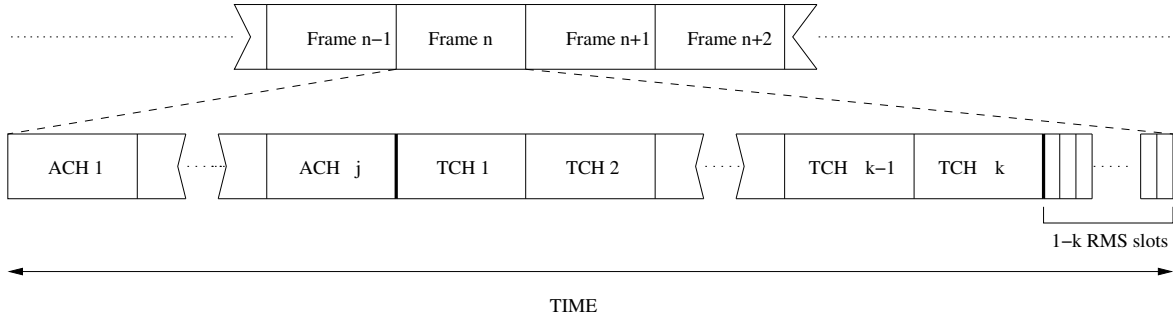 Frame n−1 Frame n Frame n+1 Frame n+2
ACH 1 ACH j TCH 1 TCH 2 TCH k−1 TCH k
1−k RMS slots
TIME